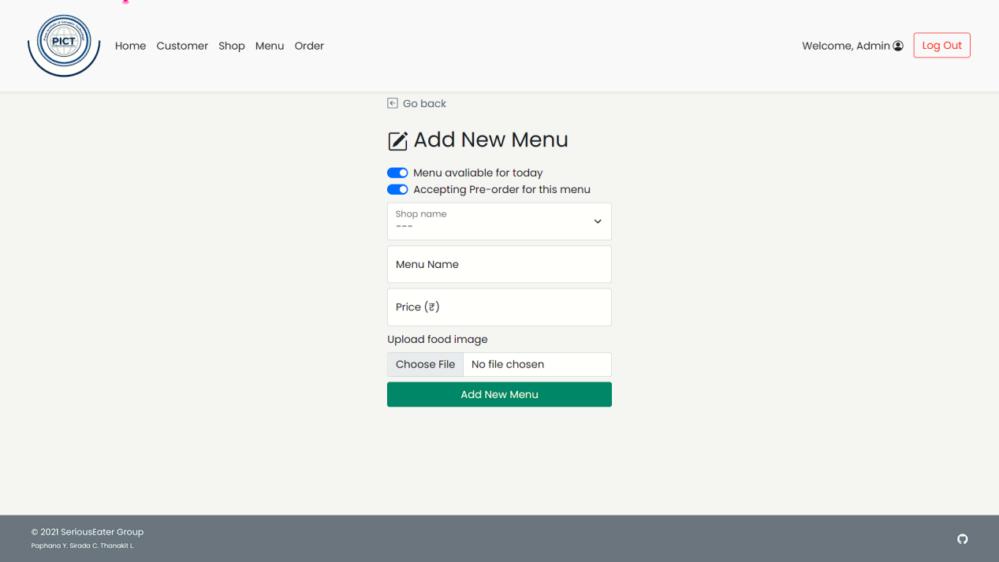 PICT
Home Customer Shop Menu Order
Welcome, Admin
Log Out
Go back
Add New Menu
Menu avaliable for today
Accepting Pre-order for this menu
Shop name
---
Menu Name
Price (₹)
Upload food image
Choose File No file chosen
Add New Menu
© 2021 SeriousEater Group
Paphana Y. Sirada C. Thanakit L.